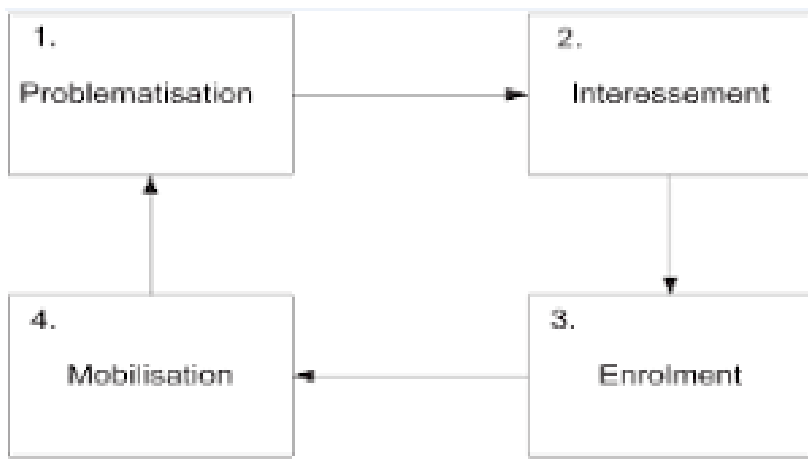 1.
Problematisation
2.
Interessement
3.
Enrolment
4.
Mobilisation